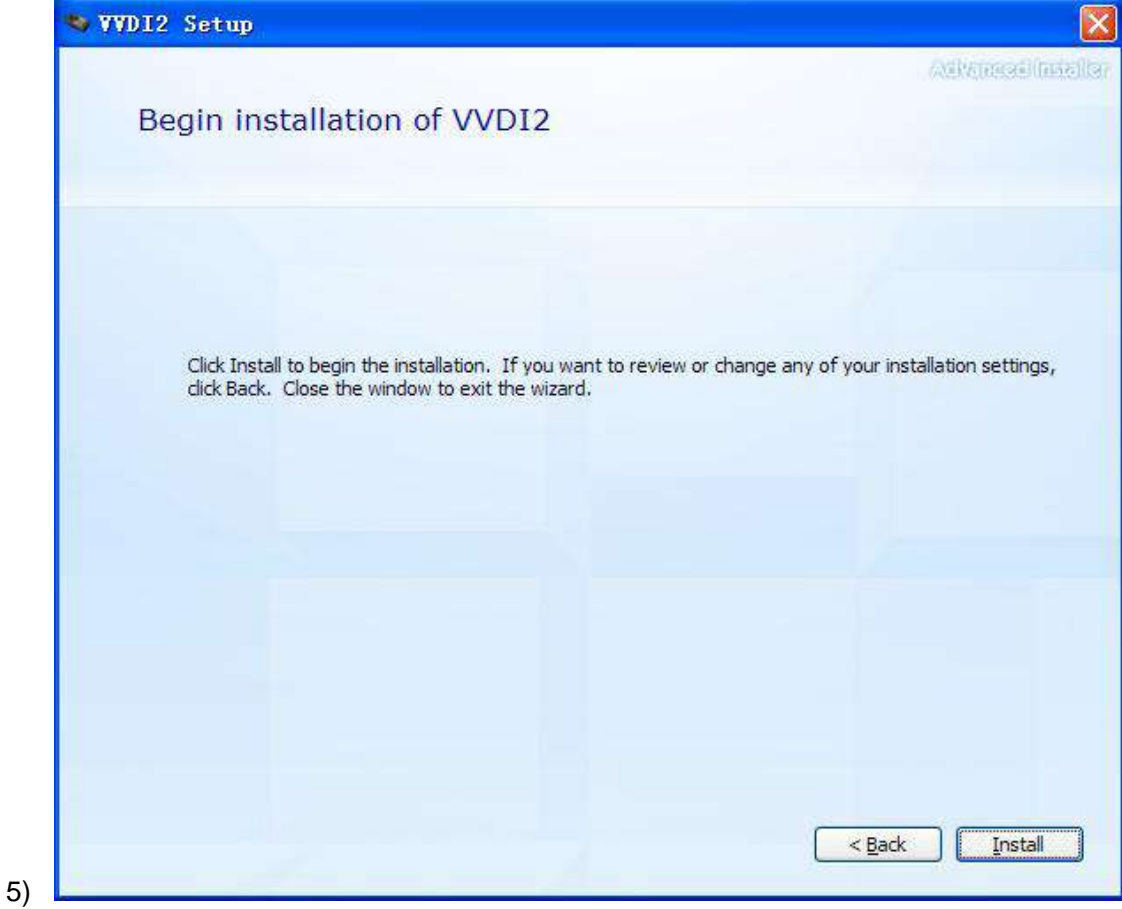 VVDI2 Setup
Advanced Installer
Begin installation of VVDI2
Click Install to begin the installation.  If you want to review or change any of your installation settings,
click Back.  Close the window to exit the wizard.
< Back
Install
5)